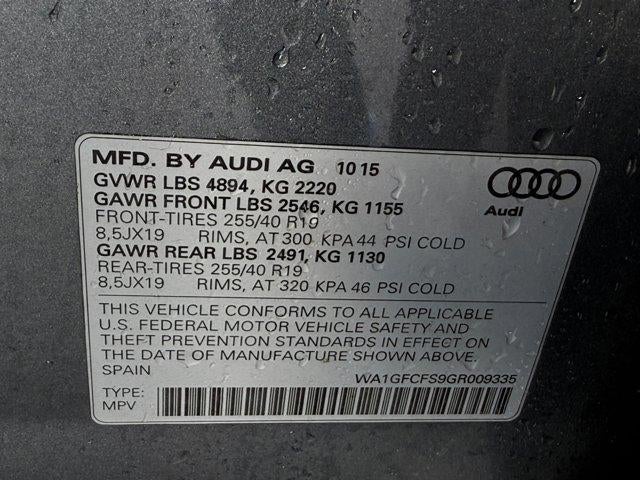 MFD. BY AUDI AG 10 15
GVWR LBS 4894, KG 2220
GAWR FRONT LBS 2546, KG 1155
FRONT-TIRES 255/40 R19
8,5JX19 RIMS, AT 300 KPA 44 PSI COLD
GAWR REAR LBS 2491, KG 1130
REAR-TIRES 255/40 R19
8,5JX19 RIMS, AT 320 KPA 46 PSI COLD
Audi
THIS VEHICLE CONFORMS TO ALL APPLICABLE
U.S. FEDERAL MOTOR VEHICLE SAFETY AND
THEFT PREVENTION STANDARDS IN EFFECT ON
THE DATE OF MANUFACTURE SHOWN ABOVE.
SPAIN
WA1GFCFS9GR009335
TYPE:
MPV